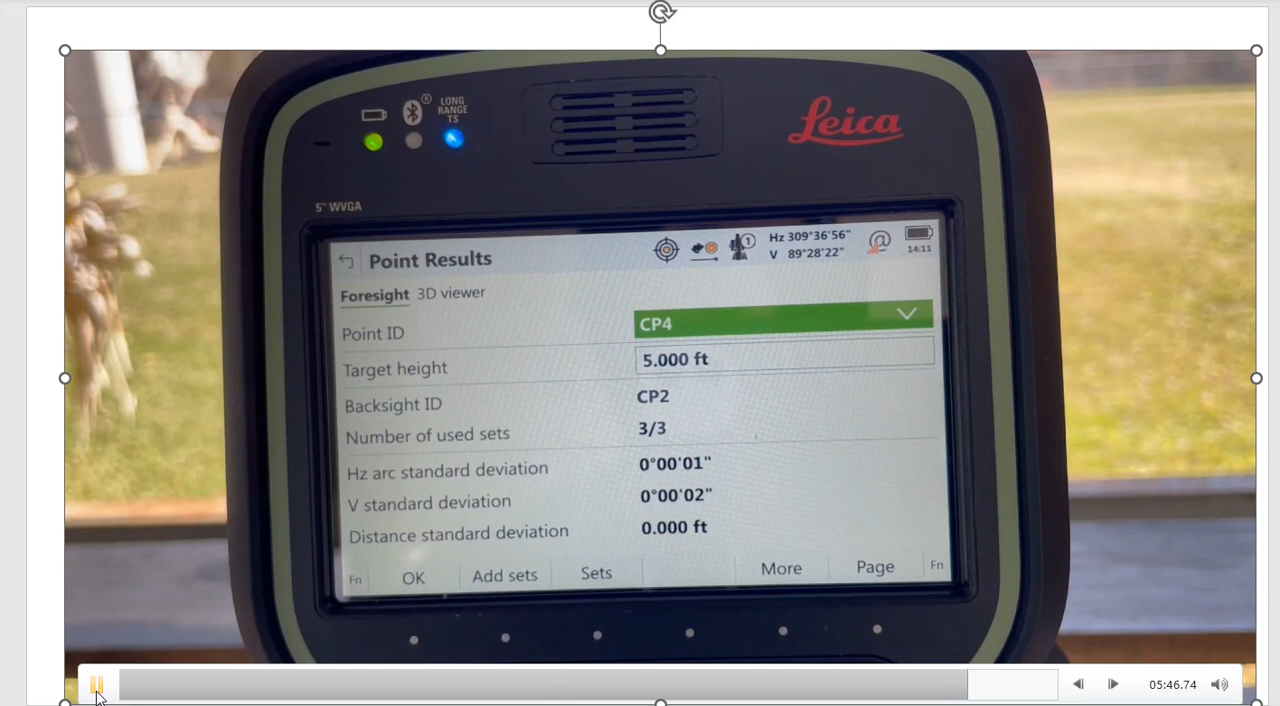 LONG
RANGE
TS
Leica
5" WVGA
Point Results
1
Hz 309°36'56"
V 89°28'22"
14:11
Foresight 3D viewer
Point ID CP4
Target height 5.000 ft
Backsight ID CP2
Number of used sets 3/3
Hz arc standard deviation 0°00'01"
V standard deviation 0°00'02"
Distance standard deviation 0.000 ft
Fn OK Add sets Sets More Page Fn
05:46.74